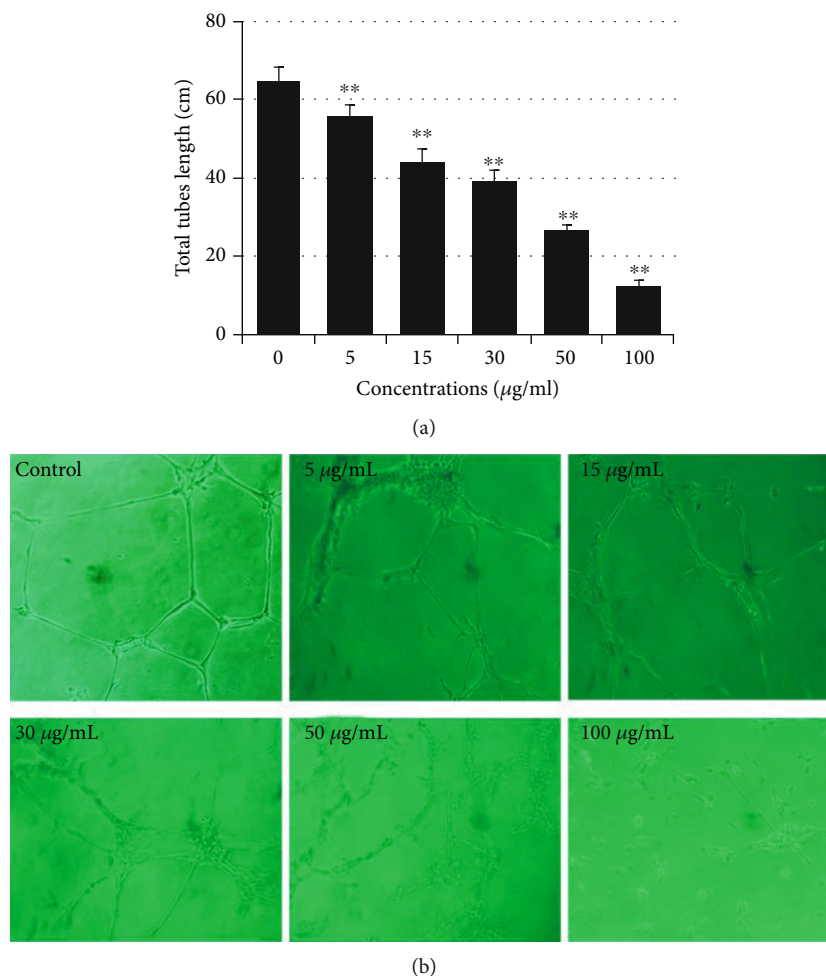 80
60
40
20
0
Total tubes length (cm)
**
**
**
**
**
0 5 15 30 50 100
Concentrations (μg/ml)
(a)
Control 5 μg/mL 15 μg/mL
30 μg/mL 50 μg/mL 100 μg/mL
(b)